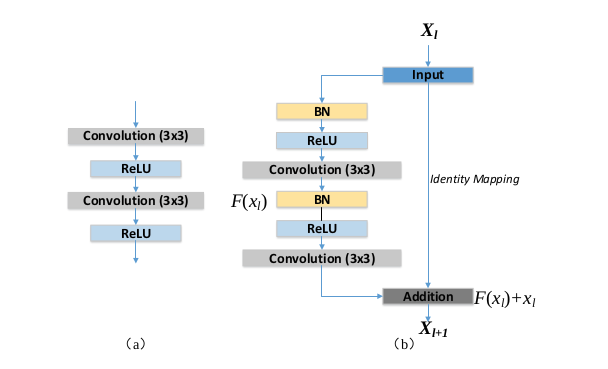 Convolution (3x3)
ReLU
Convolution (3x3)
ReLU
(a)
X_l
Input
BN
ReLU
Convolution (3x3)
BN
ReLU
Convolution (3x3)
F(x_l)
Identity Mapping
Addition
F(x_l)+x_l
X_{l+1}
(b)